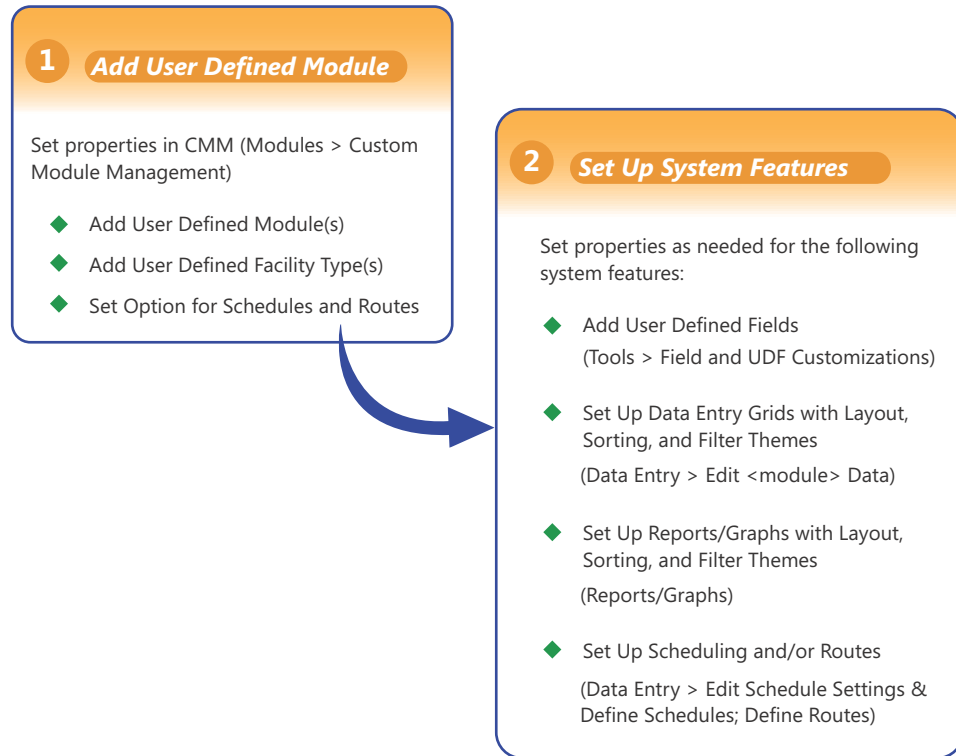 1 Add User Defined Module
Set properties in CMM (Modules > Custom
Module Management)
Add User Defined Module(s)
Add User Defined Facility Type(s)
Set Option for Schedules and Routes
2 Set Up System Features
Set properties as needed for the following
system features:
Add User Defined Fields
(Tools > Field and UDF Customizations)
Set Up Data Entry Grids with Layout,
Sorting, and Filter Themes
(Data Entry > Edit <module> Data)
Set Up Reports/Graphs with Layout,
Sorting, and Filter Themes
(Reports/Graphs)
Set Up Scheduling and/or Routes
(Data Entry > Edit Schedule Settings &
Define Schedules; Define Routes)